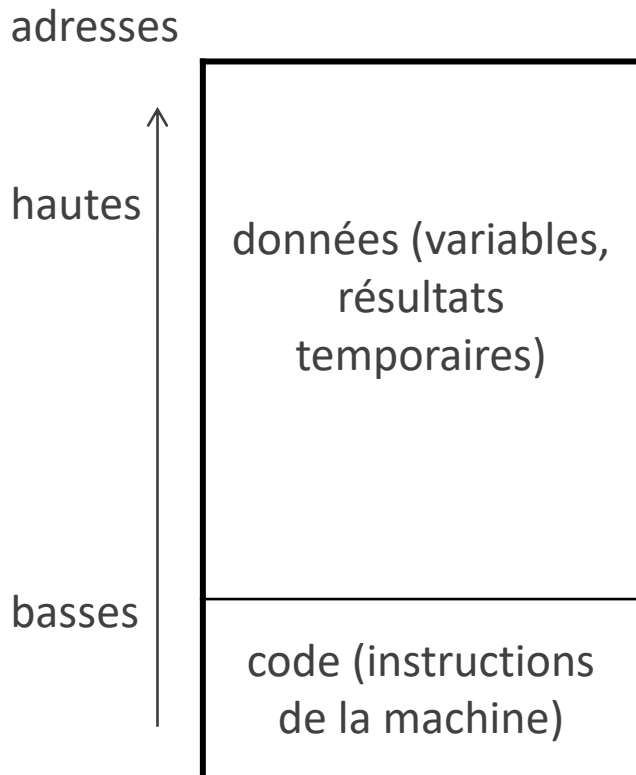 adresses
hautes
données (variables,
résultats
temporaires)
basses
code (instructions
de la machine)